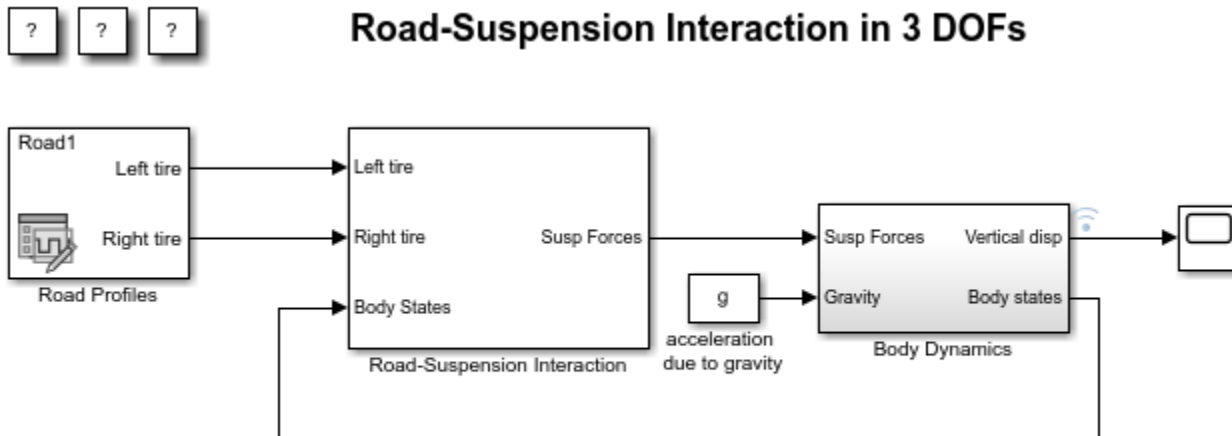 ? ? ?
Road-Suspension Interaction in 3 DOFs
Road1
Left tire
Right tire
Road Profiles
Left tire
Right tire
Susp Forces
Body States
Road-Suspension Interaction
g
acceleration
due to gravity
Susp Forces
Vertical disp
Gravity
Body states
Body Dynamics